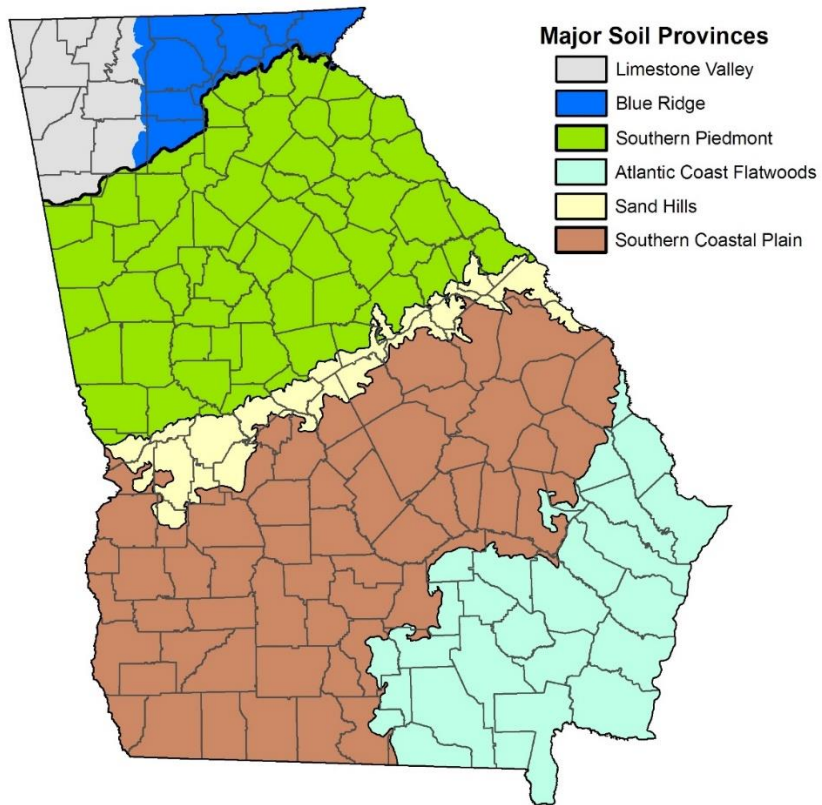 Major Soil Provinces
Limestone Valley
Blue Ridge
Southern Piedmont
Atlantic Coast Flatwoods
Sand Hills
Southern Coastal Plain